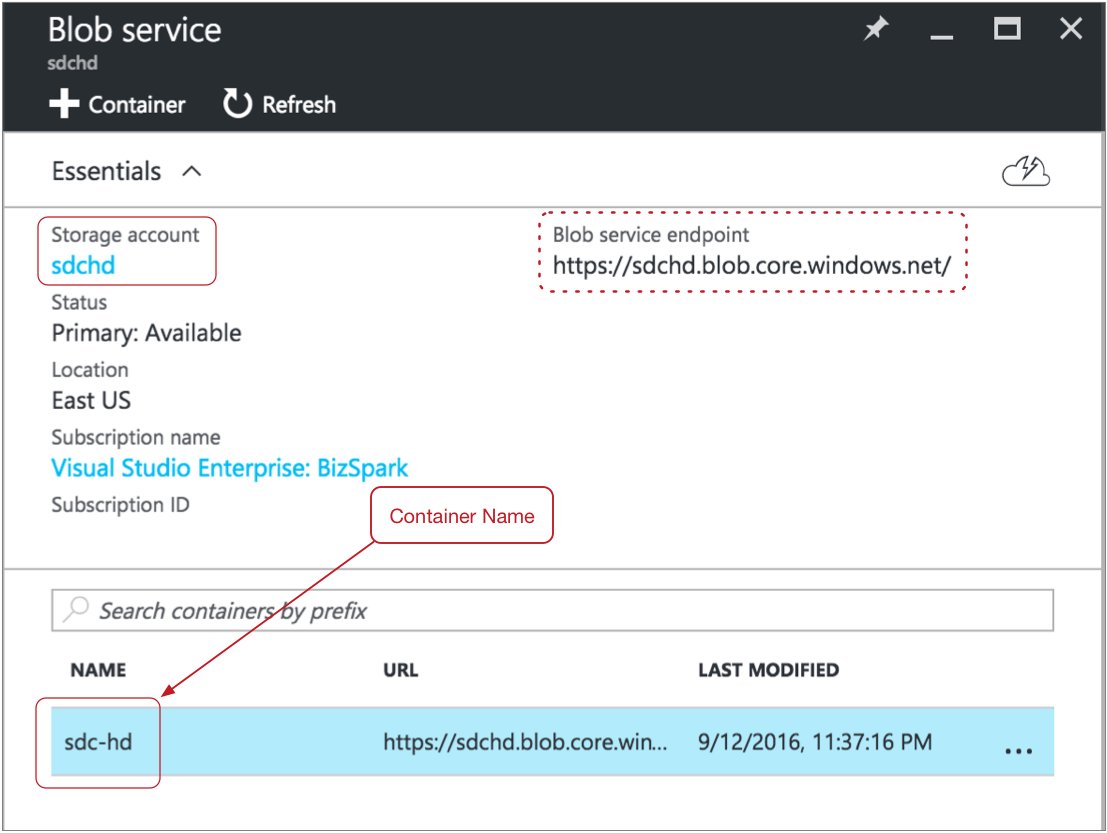 Blob service
sdchd
Container Refresh
Essentials
Storage account
sdchd
Blob service endpoint
https://sdchd.blob.core.windows.net/
Status
Primary: Available
Location
East US
Subscription name
Visual Studio Enterprise: BizSpark
Subscription ID
Container Name
Search containers by prefix
NAME URL LAST MODIFIED
sdc-hd https://sdchd.blob.core.win... 9/12/2016, 11:37:16 PM ...